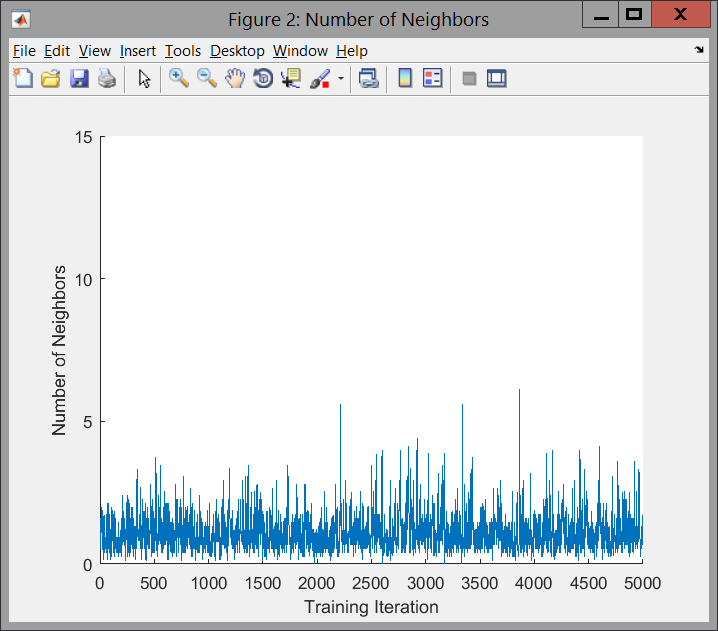 Figure 2: Number of Neighbors
X
File Edit View Insert Tools Desktop Window Help
15
10
5
0
Number of Neighbors
0 500 1000 1500 2000 2500 3000 3500 4000 4500 5000
Training Iteration